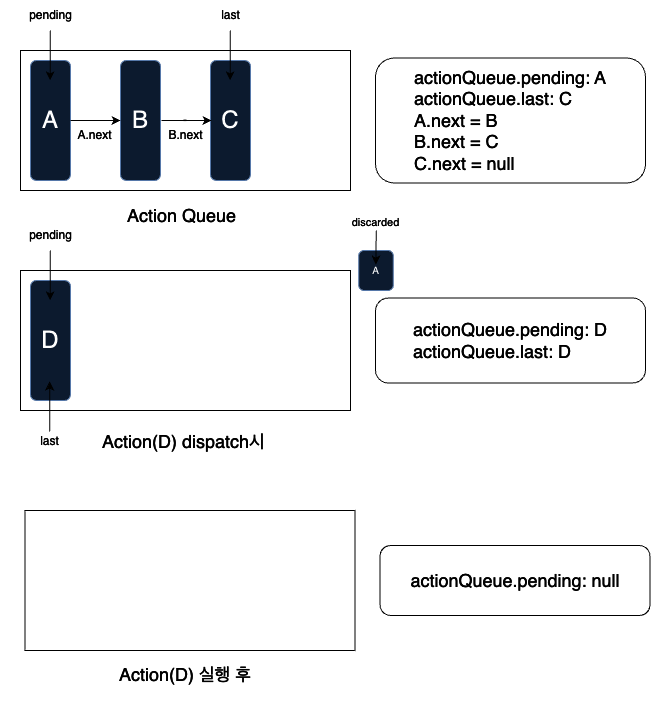 pending
last
A
B
C
A.next
B.next
actionQueue.pending: A
actionQueue.last: C
A.next = B
B.next = C
C.next = null
Action Queue
pending
discarded
A
D
actionQueue.pending: D
actionQueue.last: D
last
Action(D) dispatch시
actionQueue.pending: null
Action(D) 실행 후